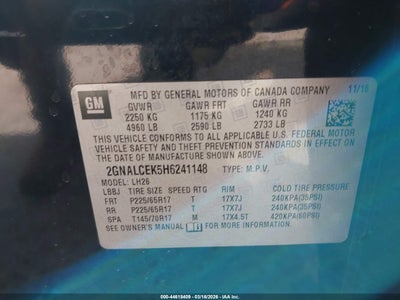 GM
MFD BY GENERAL MOTORS OF CANADA COMPANY 11/16
GVWR GAWR FRT GAWR RR
2250 KG 1175 KG 1240 KG
4960 LB 2590 LB 2733 LB
THIS VEHICLE CONFORMS TO ALL APPLICABLE U.S. FEDERAL MOTOR
VEHICLE SAFETY AND THEFT PREVENTION STANDARDS IN EFFECT
ON THE DATE OF MANUFACTURE SHOWN ABOVE.
2GNALCEK5H6241148 TYPE: M.P.V.
MODEL: LH26
LBBJ TIRE SIZE SPEED RTG RIM COLD TIRE PRESSURE
FRT P225/65R17 T 17X7J 240KPA(35PSI)
RR P225/65R17 T 17X7J 240KPA(35PSI)
SPA T145/70R17 M 17X4.5T 420KPA(60PSI)
SEE OWNER'S MANUAL FOR MORE INFORMATION.
© (44618409) - 03/18/2026 - IAA Holdings, LLC